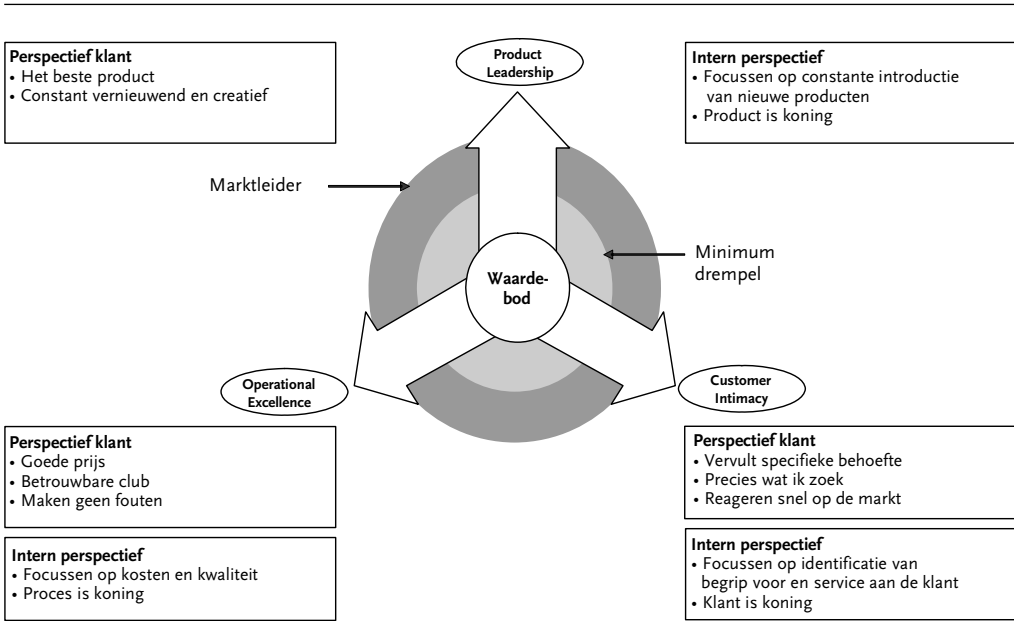 Perspectief klant
• Het beste product
• Constant vernieuwend en creatief
Product
Leadership
Intern perspectief
• Focussen op constante introductie
van nieuwe producten
• Product is koning
Marktleider
Minimum
drempel
Waarde-
bod
Operational
Excellence
Customer
Intimacy
Perspectief klant
• Goede prijs
• Betrouwbare club
• Maken geen fouten
Intern perspectief
• Focussen op kosten en kwaliteit
• Proces is koning
Perspectief klant
• Vervult specifieke behoefte
• Precies wat ik zoek
• Reageren snel op de markt
Intern perspectief
• Focussen op identificatie van
begrip voor en service aan de klant
• Klant is koning